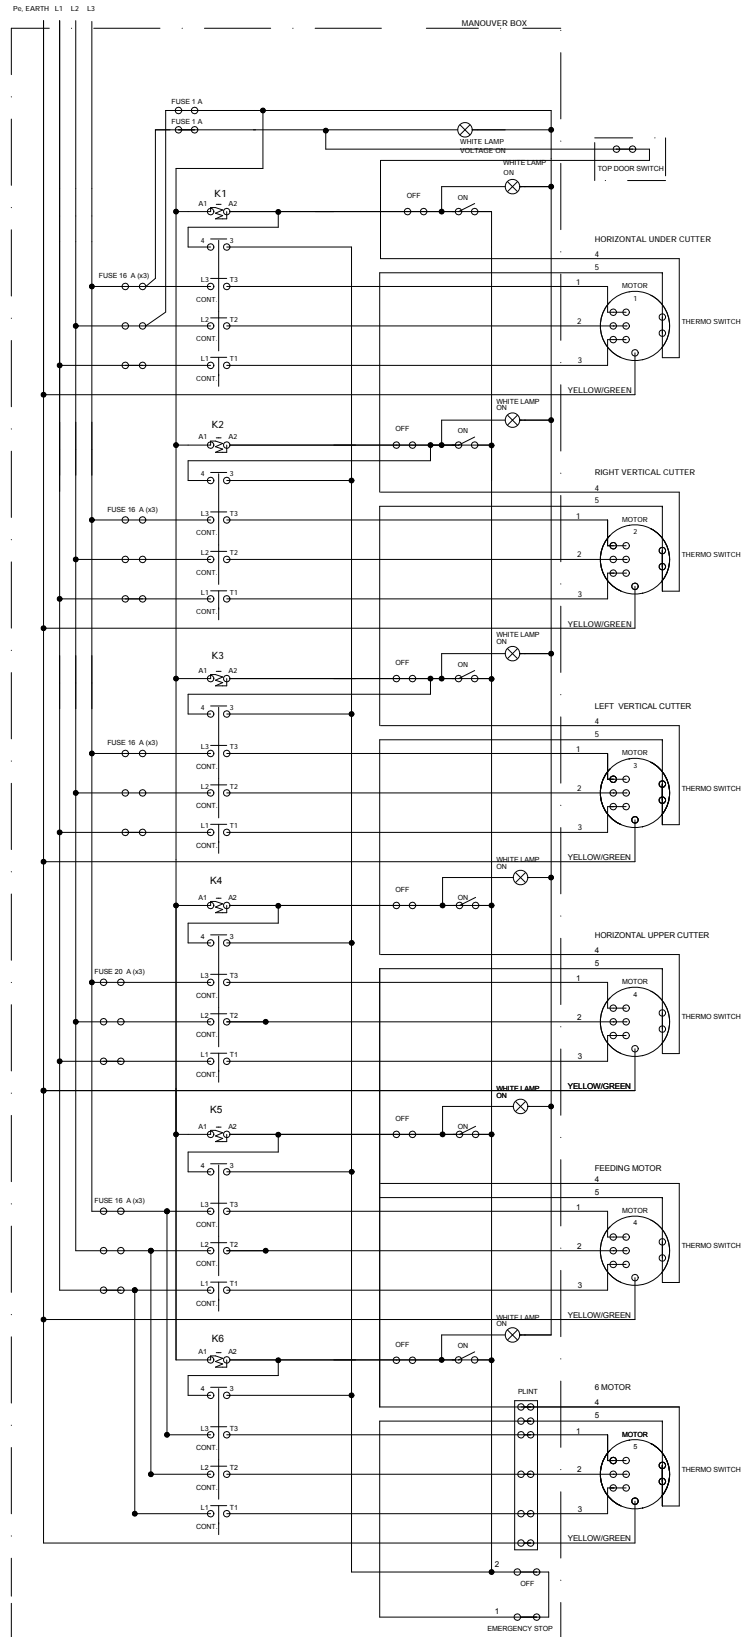 Pe, EARTH L1 L2 L3
MANOUVER BOX
FUSE 1 A
FUSE 1 A
WHITE LAMP
VOLTAGE ON
TOP DOOR SWITCH
WHITE LAMP
ON
K1
A1 A2
OFF
ON
4 3
HORIZONTAL UNDER CUTTER
4
5
FUSE 16 A (x3)
L3 T3
CONT.
1
MOTOR
1
L2 T2
CONT.
2
THERMO SWITCH
L1 T1
CONT.
3
YELLOW/GREEN
WHITE LAMP
ON
K2
A1 A2
OFF
ON
4 3
RIGHT VERTICAL CUTTER
4
5
FUSE 16 A (x3)
L3 T3
CONT.
1
MOTOR
2
L2 T2
CONT.
2
THERMO SWITCH
L1 T1
CONT.
3
YELLOW/GREEN
WHITE LAMP
ON
K3
A1 A2
OFF
ON
4 3
LEFT VERTICAL CUTTER
4
5
FUSE 16 A (x3)
L3 T3
CONT.
1
MOTOR
3
L2 T2
CONT.
2
THERMO SWITCH
L1 T1
CONT.
3
YELLOW/GREEN
WHITE LAMP
ON
K4
A1 A2
OFF
ON
4 3
HORIZONTAL UPPER CUTTER
4
5
FUSE 20 A (x3)
L3 T3
CONT.
1
MOTOR
4
L2 T2
CONT.
2
THERMO SWITCH
L1 T1
CONT.
3
YELLOW/GREEN
WHITE LAMP
ON
K5
A1 A2
OFF
ON
4 3
FEEDING MOTOR
4
5
FUSE 16 A (x3)
L3 T3
CONT.
1
MOTOR
4
L2 T2
CONT.
2
THERMO SWITCH
L1 T1
CONT.
3
YELLOW/GREEN
WHITE LAMP
ON
K6
A1 A2
OFF
ON
4 3
PLINT
6 MOTOR
4
5
L3 T3
CONT.
1
MOTOR
5
L2 T2
CONT.
2
THERMO SWITCH
L1 T1
CONT.
3
YELLOW/GREEN
2
OFF
1
EMERGENCY STOP